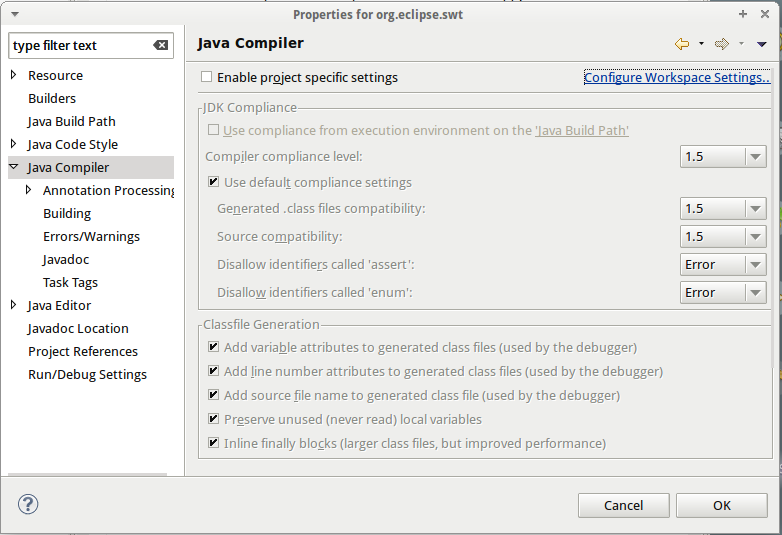 Properties for org.eclipse.swt
type filter text
Resource
Builders
Java Build Path
Java Code Style
Java Compiler
Annotation Processing
Building
Errors/Warnings
Javadoc
Task Tags
Java Editor
Javadoc Location
Project References
Run/Debug Settings
Java Compiler
Enable project specific settings Configure Workspace Settings..
JDK Compliance
Use compliance from execution environment on the 'Java Build Path'
Compiler compliance level: 1.5
Use default compliance settings
Generated .class files compatibility: 1.5
Source compatibility: 1.5
Disallow identifiers called 'assert': Error
Disallow identifiers called 'enum': Error
Classfile Generation
Add variable attributes to generated class files (used by the debugger)
Add line number attributes to generated class files (used by the debugger)
Add source file name to generated class file (used by the debugger)
Preserve unused (never read) local variables
Inline finally blocks (larger class files, but improved performance)
? Cancel OK